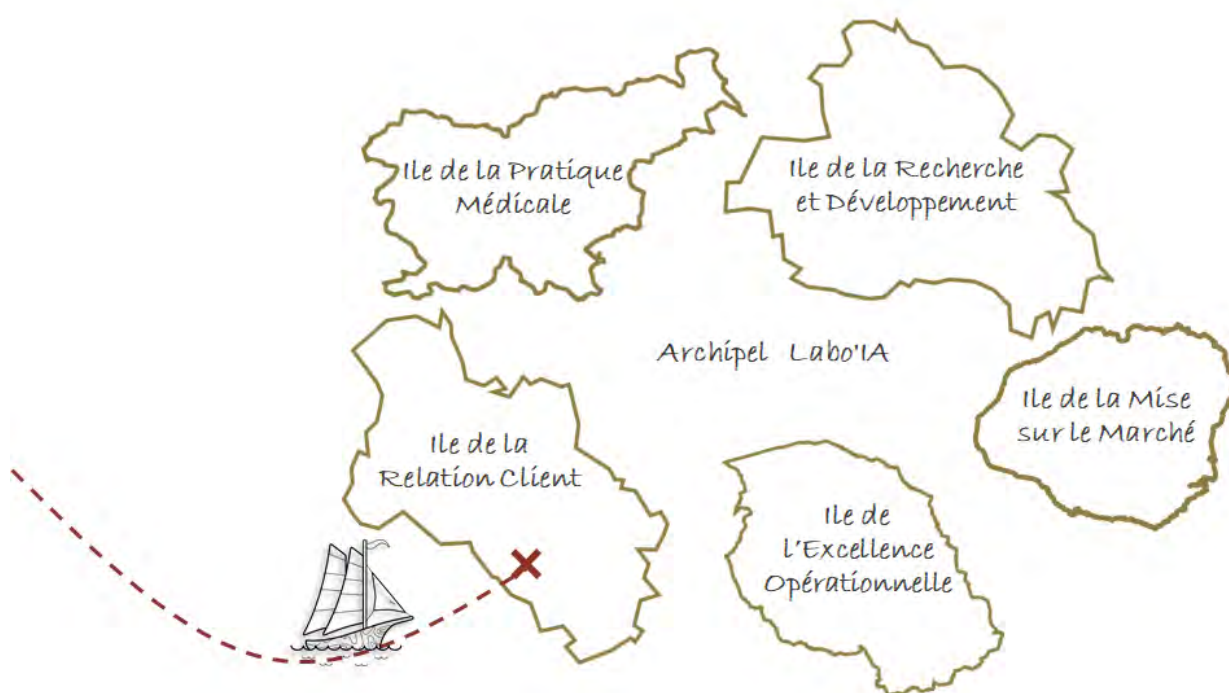 Ile de la Pratique
Médicale
Ile de la Recherche
et Développement
Archipel Labo'IA
Ile de la Mise
sur le Marché
Ile de la
Relation Client
Ile de
l'Excellence
Opérationnelle